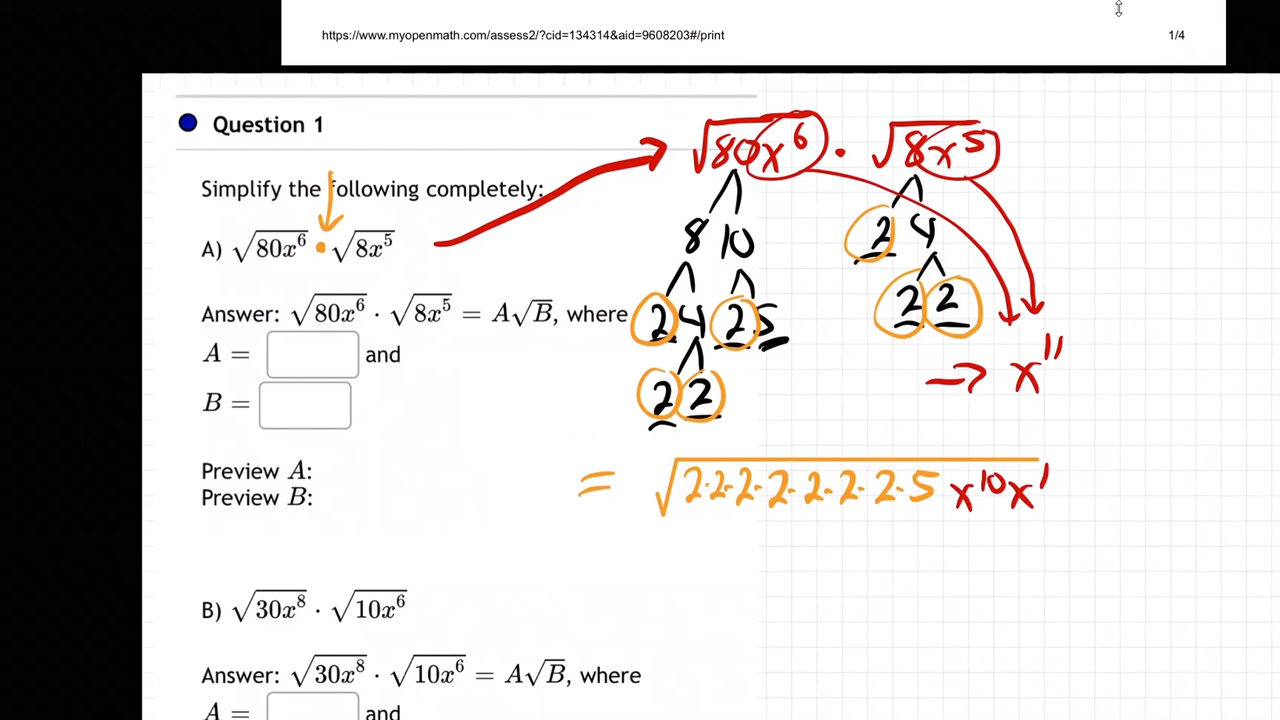 https://www.myopenmath.com/assess2/?cid=134314&aid=9608203#/print 1/4
Question 1
Simplify the following completely:
A) √(80x⁶) · √(8x⁵)
Answer: √(80x⁶) · √(8x⁵) = A√B, where
A = and
B =
Preview A:
Preview B:
B) √(30x⁸) · √(10x⁶)
Answer: √(30x⁸) · √(10x⁶) = A√B, where
A = and
√(80x⁶) · √(8x⁵)
8 10 2 4
2 4 2 5 2 2
2 2
→ x¹¹
= √(2·2·2·2·2·2·2·5 x¹⁰x¹)